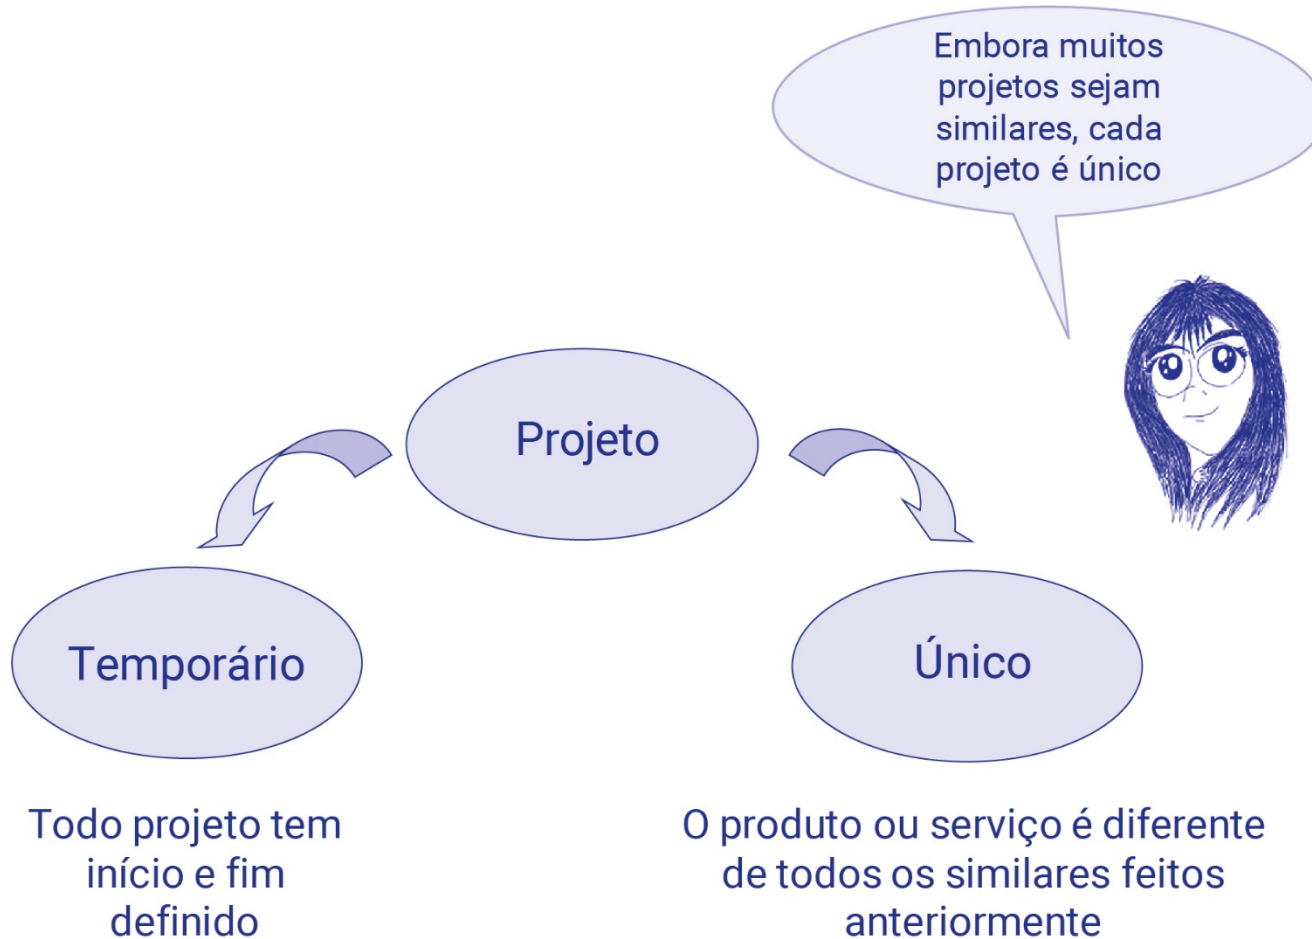 Embora muitos
projetos sejam
similares, cada
projeto é único
Projeto
Temporário
Único
Todo projeto tem
início e fim
definido
O produto ou serviço é diferente
de todos os similares feitos
anteriormente